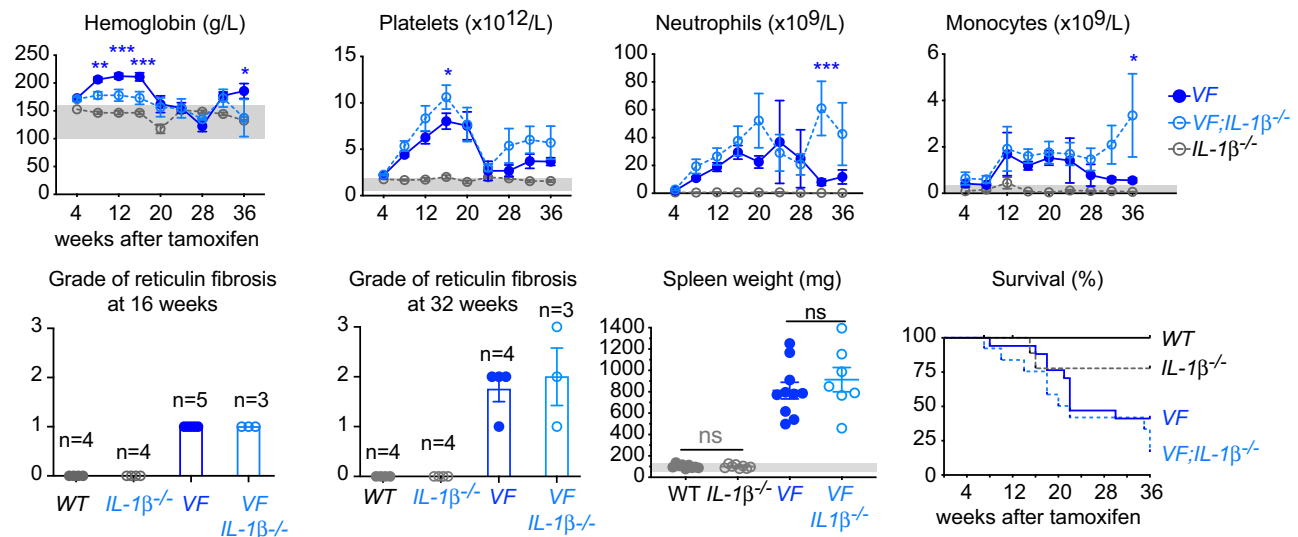 Hemoglobin (g/L)
250
200
150
100
50
0
**
***
***
*
4 12 20 28 36
weeks after tamoxifen
Platelets (x10¹²/L)
15
10
5
0
*
4 12 20 28 36
Neutrophils (x10⁹/L)
100
80
60
40
20
0
***
4 12 20 28 36
Monocytes (x10⁹/L)
6
4
2
0
*
4 12 20 28 36
VF
VF;IL-1β⁻/⁻
IL-1β⁻/⁻
Grade of reticulin fibrosis
at 16 weeks
3
2
1
0
n=4
n=4
n=5
n=3
WT
IL-1β⁻/⁻
VF
VF
IL-1β-/-
Grade of reticulin fibrosis
at 32 weeks
3
2
1
0
n=4
n=4
n=4
n=3
WT
IL-1β⁻/⁻
VF
VF
IL-1β-/-
Spleen weight (mg)
1400
1200
1000
800
600
400
200
0
ns
ns
WT
IL-1β⁻/⁻
VF
VF
IL1β⁻/⁻
Survival (%)
100
75
50
25
0
WT
IL-1β⁻/⁻
VF
VF;IL-1β⁻/⁻
4 12 20 28 36
weeks after tamoxifen